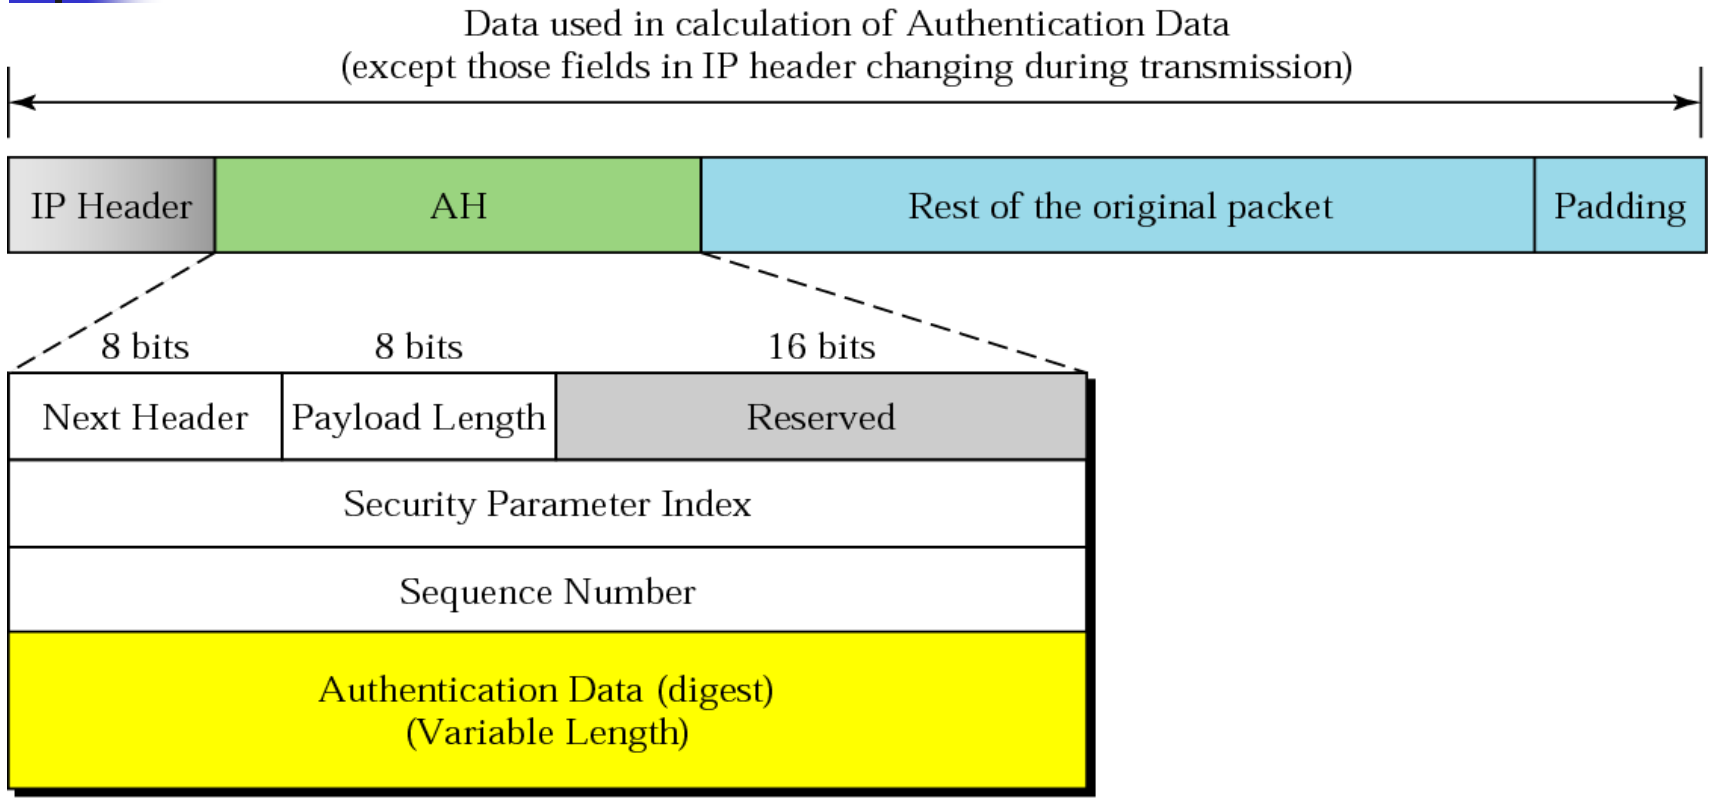 Data used in calculation of Authentication Data
(except those fields in IP header changing during transmission)
IP Header
AH
Rest of the original packet
Padding
8 bits
8 bits
16 bits
Next Header
Payload Length
Reserved
Security Parameter Index
Sequence Number
Authentication Data (digest)
(Variable Length)